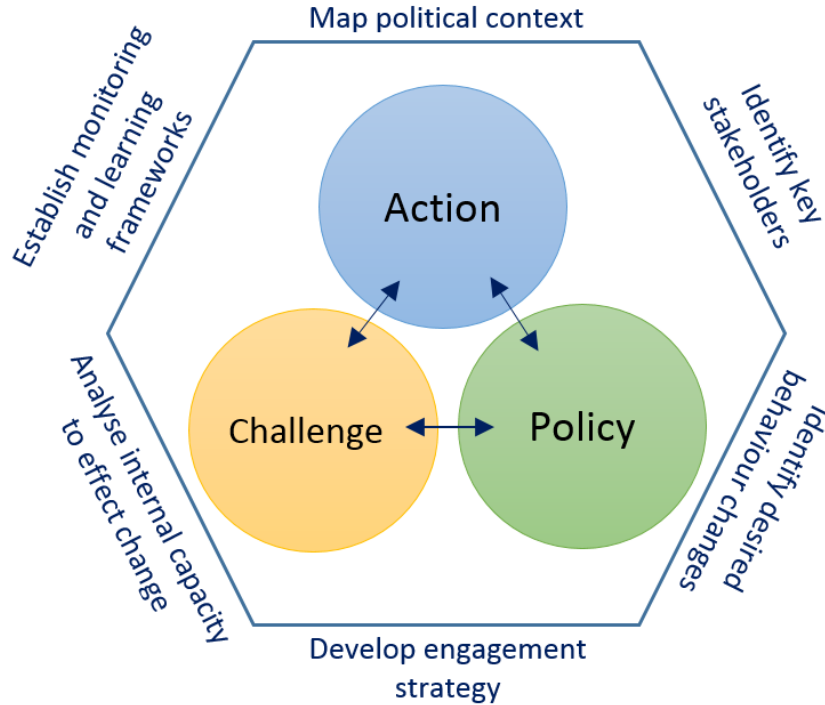 Map political context
Identify key
stakeholders
Identify desired
behaviour changes
Develop engagement
strategy
Analyse internal capacity
to effect change
Establish monitoring
and learning
frameworks
Action
Challenge
Policy